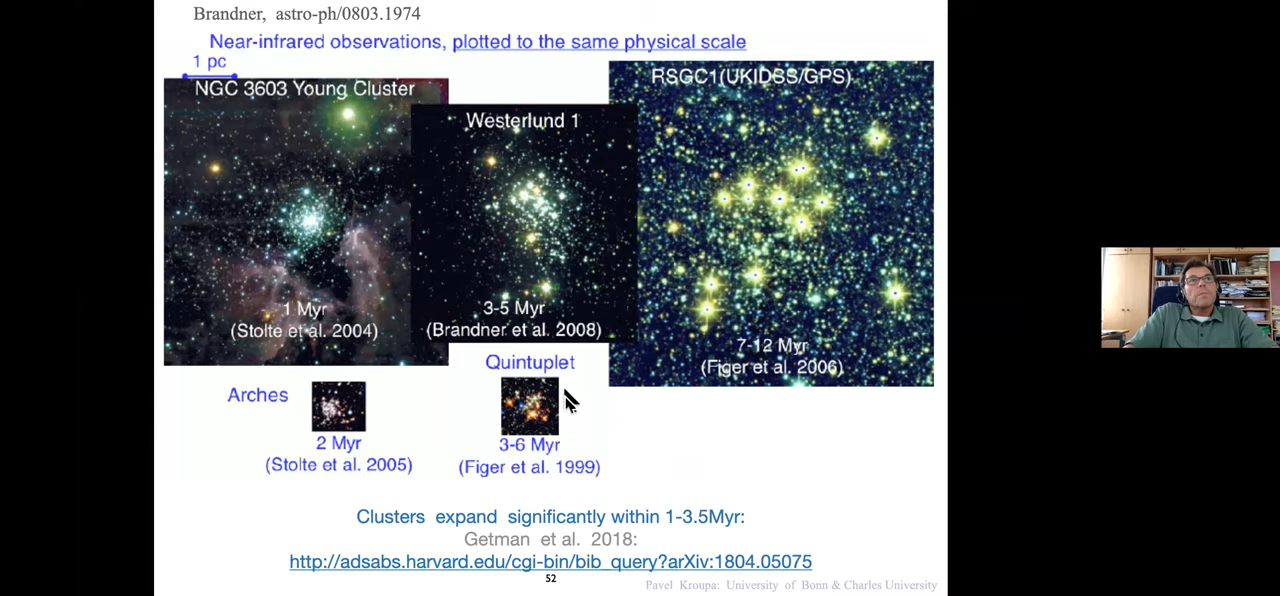 Brandner, astro-ph/0803.1974
Near-infrared observations, plotted to the same physical scale
1 pc
NGC 3603 Young Cluster
1 Myr
(Stolte et al. 2004)
Westerlund 1
3-5 Myr
(Brandner et al. 2008)
RSGC1(UKIDSS/GPS)
7-12 Myr
(Figer et al. 2006)
Arches
2 Myr
(Stolte et al. 2005)
Quintuplet
3-6 Myr
(Figer et al. 1999)
Clusters expand significantly within 1-3.5Myr:
Getman et al. 2018:
http://adsabs.harvard.edu/cgi-bin/bib_query?arXiv:1804.05075
52
Pavel Kroupa: University of Bonn & Charles University